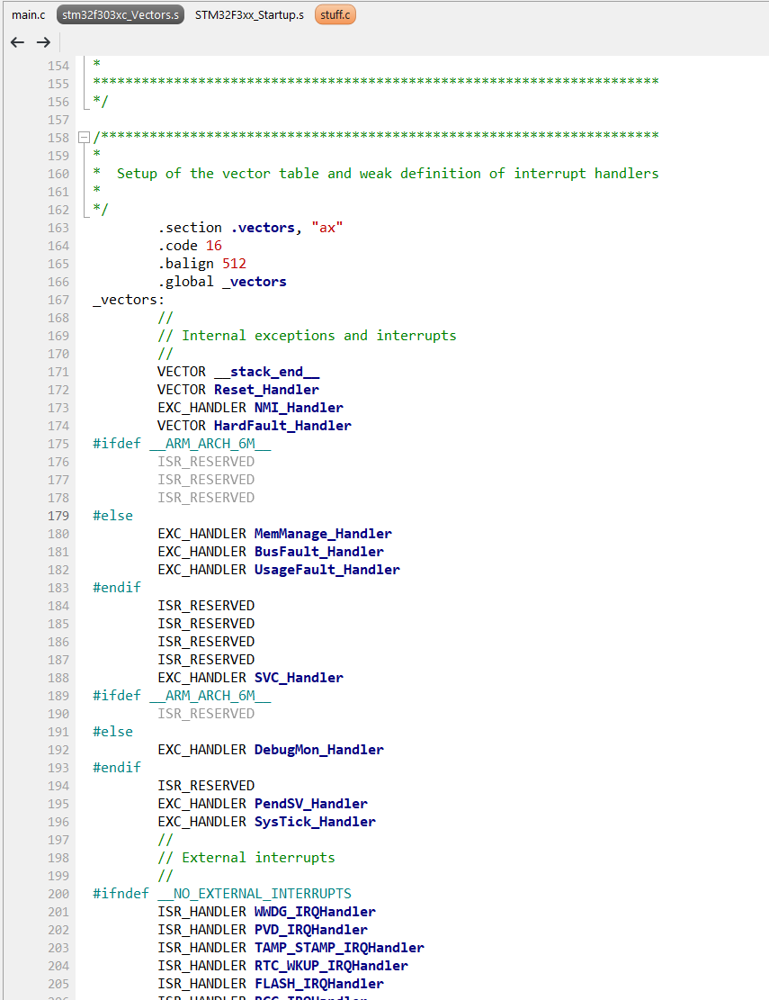 main.c stm32f303xc_Vectors.s STM32F3xx_Startup.s stuff.c
154 *
155 **********************************************************************
156 */
157
158 /*********************************************************************
159 *
160 *  Setup of the vector table and weak definition of interrupt handlers
161 *
162 */
163 .section .vectors, "ax"
164 .code 16
165 .balign 512
166 .global _vectors
167 _vectors:
168 //
169 // Internal exceptions and interrupts
170 //
171 VECTOR __stack_end__
172 VECTOR Reset_Handler
173 EXC_HANDLER NMI_Handler
174 VECTOR HardFault_Handler
175 #ifdef __ARM_ARCH_6M__
176 ISR_RESERVED
177 ISR_RESERVED
178 ISR_RESERVED
179 #else
180 EXC_HANDLER MemManage_Handler
181 EXC_HANDLER BusFault_Handler
182 EXC_HANDLER UsageFault_Handler
183 #endif
184 ISR_RESERVED
185 ISR_RESERVED
186 ISR_RESERVED
187 ISR_RESERVED
188 EXC_HANDLER SVC_Handler
189 #ifdef __ARM_ARCH_6M__
190 ISR_RESERVED
191 #else
192 EXC_HANDLER DebugMon_Handler
193 #endif
194 ISR_RESERVED
195 EXC_HANDLER PendSV_Handler
196 EXC_HANDLER SysTick_Handler
197 //
198 // External interrupts
199 //
200 #ifndef __NO_EXTERNAL_INTERRUPTS
201 ISR_HANDLER WWDG_IRQHandler
202 ISR_HANDLER PVD_IRQHandler
203 ISR_HANDLER TAMP_STAMP_IRQHandler
204 ISR_HANDLER RTC_WKUP_IRQHandler
205 ISR_HANDLER FLASH_IRQHandler